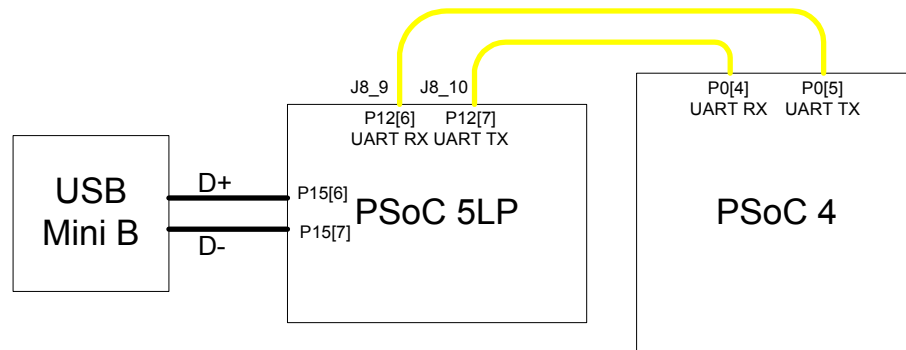 J8_9 J8_10
P12[6] P12[7]
UART RX UART TX
P0[4] P0[5]
UART RX UART TX
USB
Mini B
D+
D-
P15[6]
P15[7]
PSoC 5LP
PSoC 4